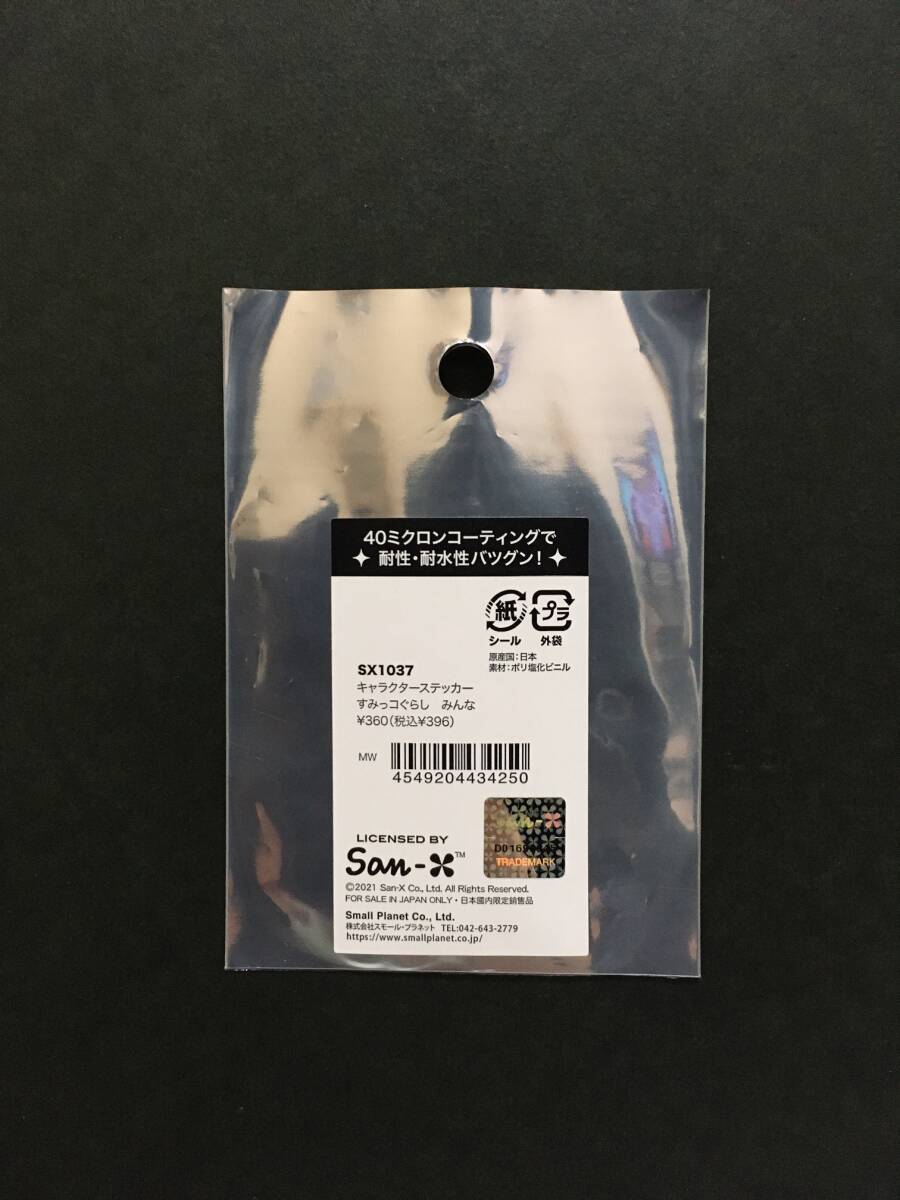 40ミクロンコーティングで
耐性・耐水性バツグン!
紙
プラ
シール
外袋
原産国：日本
素材：ポリ塩化ビニル
SX1037
キャラクターステッカー
すみっコぐらし みんな
¥360(税込¥396)
MW
4549204434250
San-X
TRADEMARK
LICENSED BY
San-X™
©2021 San-X Co., Ltd. All Rights Reserved.
FOR SALE IN JAPAN ONLY・日本國内限定銷售品
Small Planet Co., Ltd.
株式会社スモール・プラネット TEL:042-643-2779
https://www.smallplanet.co.jp/